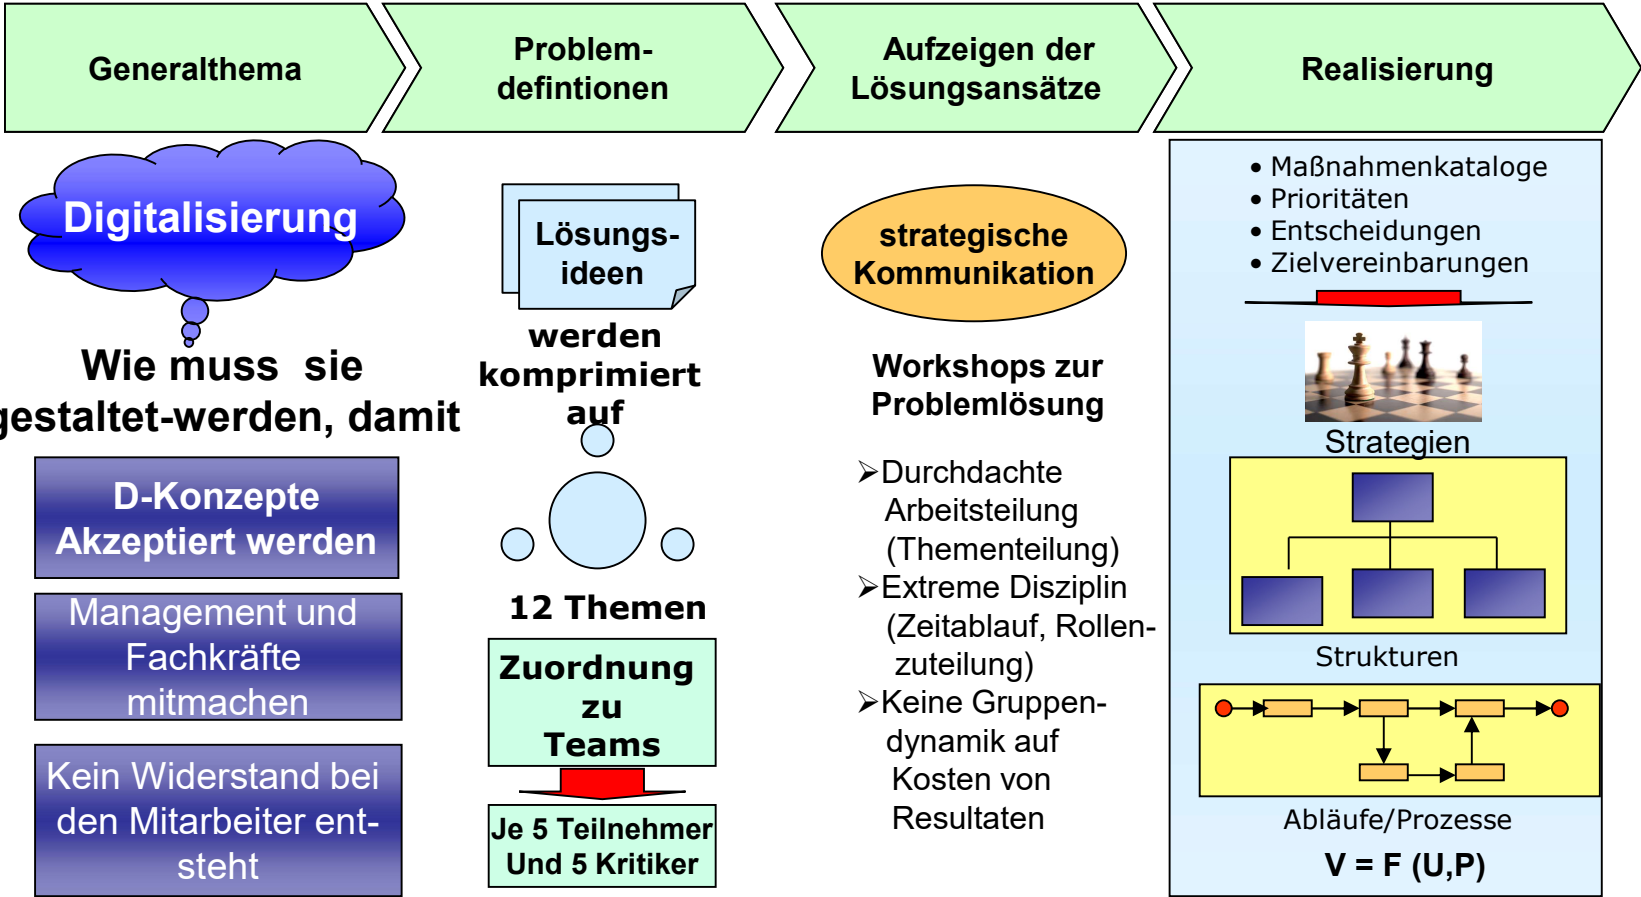 Generalthema
Problem-
defintionen
Aufzeigen der
Lösungsansätze
Realisierung
Digitalisierung
Wie muss sie
gestaltet-werden, damit
D-Konzepte
Akzeptiert werden
Management und
Fachkräfte
mitmachen
Kein Widerstand bei
den Mitarbeiter ent-
steht
Lösungs-
ideen
werden
komprimiert
auf
12 Themen
Zuordnung
zu
Teams
Je 5 Teilnehmer
Und 5 Kritiker
strategische
Kommunikation
Workshops zur
Problemlösung
➢Durchdachte
Arbeitsteilung
(Thementeilung)
➢Extreme Disziplin
(Zeitablauf, Rollen-
zuteilung)
➢Keine Gruppen-
dynamik auf
Kosten von
Resultaten
• Maßnahmenkataloge
• Prioritäten
• Entscheidungen
• Zielvereinbarungen
Strategien
Strukturen
Abläufe/Prozesse
V = F (U,P)